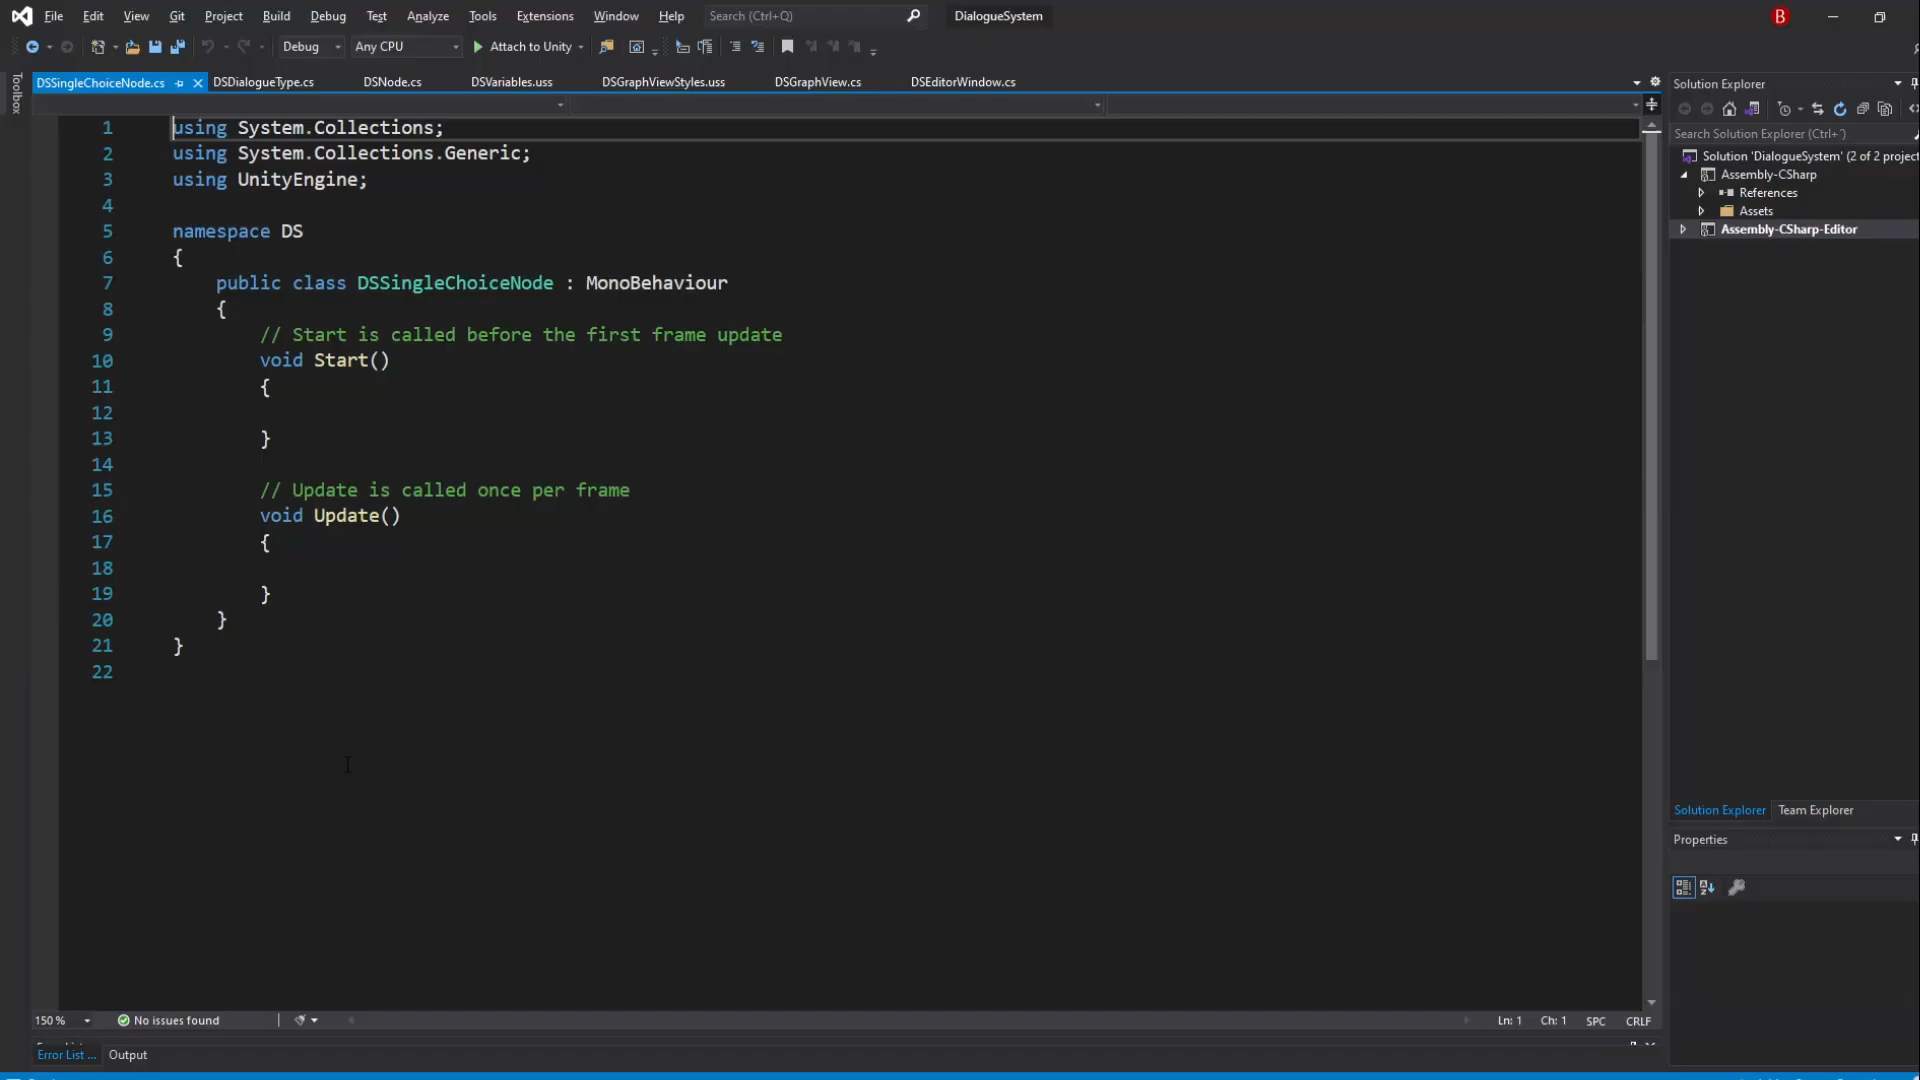 File Edit View Git Project Build Debug Test Analyze Tools Extensions Window Help Search (Ctrl+Q) DialogueSystem B
Debug Any CPU Attach to Unity
Toolbox
DSSingleChoiceNode.cs DSDialogueType.cs DSNode.cs DSVariables.uss DSGraphViewStyles.uss DSGraphView.cs DSEditorWindow.cs
1 using System.Collections;
2 using System.Collections.Generic;
3 using UnityEngine;
4
5 namespace DS
6 {
7 public class DSSingleChoiceNode : MonoBehaviour
8 {
9 // Start is called before the first frame update
10 void Start()
11 {
12
13 }
14
15 // Update is called once per frame
16 void Update()
17 {
18
19 }
20 }
21 }
22
150 % No issues found Ln: 1 Ch: 1 SPC CRLF
Error List ... Output
Solution Explorer
Search Solution Explorer (Ctrl+¨)
Solution 'DialogueSystem' (2 of 2 project
Assembly-CSharp
References
Assets
Assembly-CSharp-Editor
Solution Explorer Team Explorer
Properties